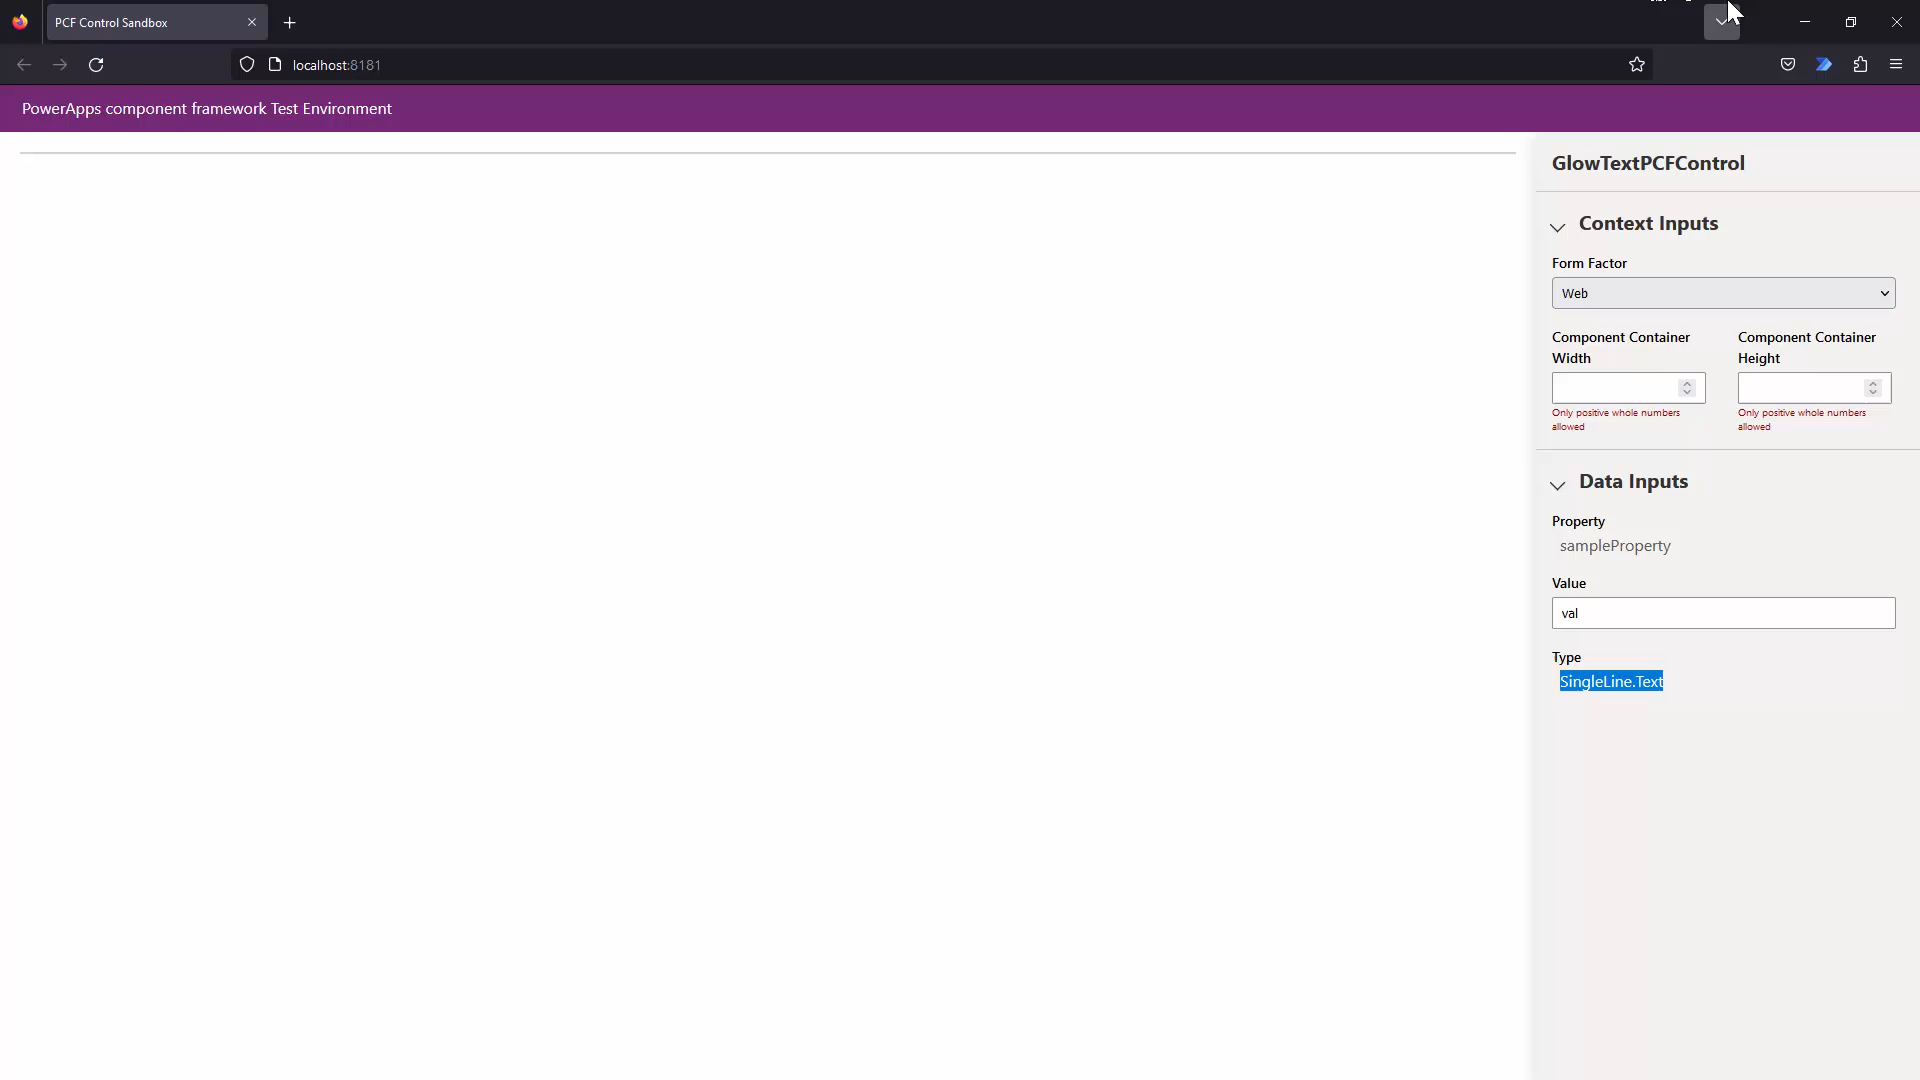 PCF Control Sandbox
localhost:8181
PowerApps component framework Test Environment
GlowTextPCFControl
Context Inputs
Form Factor
Web
Component Container Width
Component Container Height
Only positive whole numbers allowed
Only positive whole numbers allowed
Data Inputs
Property
sampleProperty
Value
val
Type
SingleLine.Text